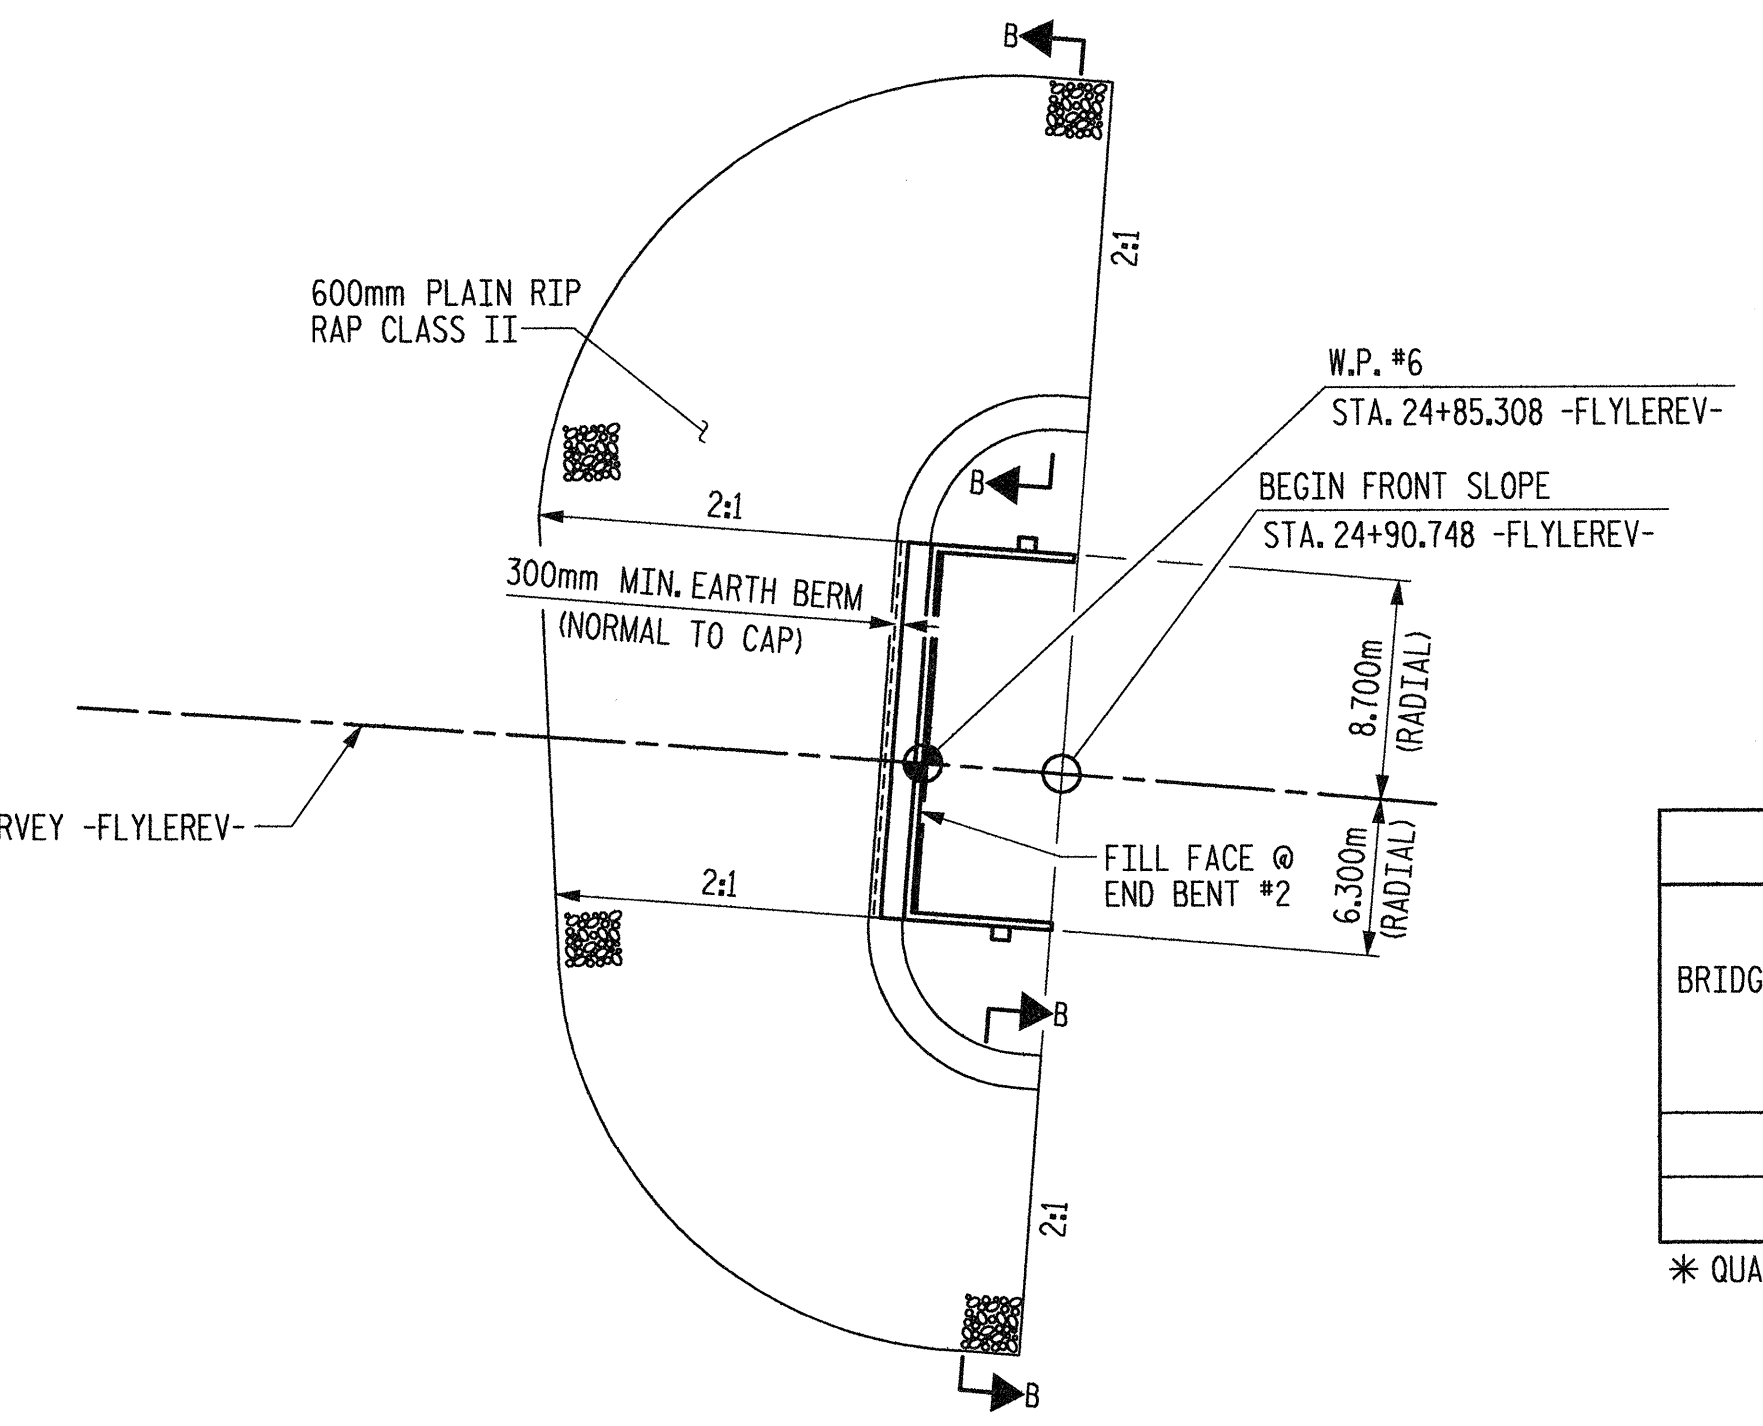 B
2:1
600mm PLAIN RIP
RAP CLASS II
W.P. #6
STA. 24+85.308 -FLYLEREV-
BEGIN FRONT SLOPE
STA. 24+90.748 -FLYLEREV-
B
2:1
300mm MIN. EARTH BERM
(NORMAL TO CAP)
8.700m
(RADIAL)
RVEY -FLYLEREV-
FILL FACE @
END BENT #2
6.300m
(RADIAL)
2:1
BRIDG
B
2:1
* QUA
B